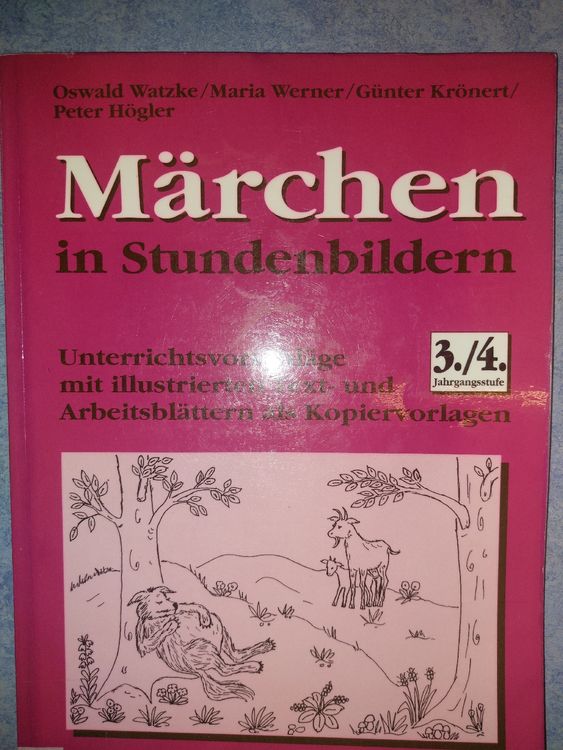 Oswald Watzke/Maria Werner/Günter Krönert/
Peter Högler
Märchen
in Stundenbildern
Unterrichtsvorschläge
mit illustrierten Text- und
Arbeitsblättern als Kopiervorlagen
3./4.
Jahrgangsstufe